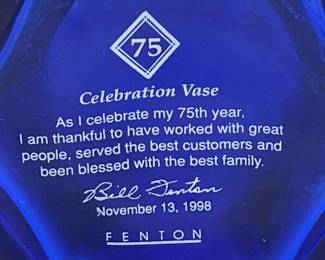 75
Celebration Vase
As I celebrate my 75th year,
I am thankful to have worked with great
people, served the best customers and
been blessed with the best family.
Bill Fenton
November 13, 1998
FENTON